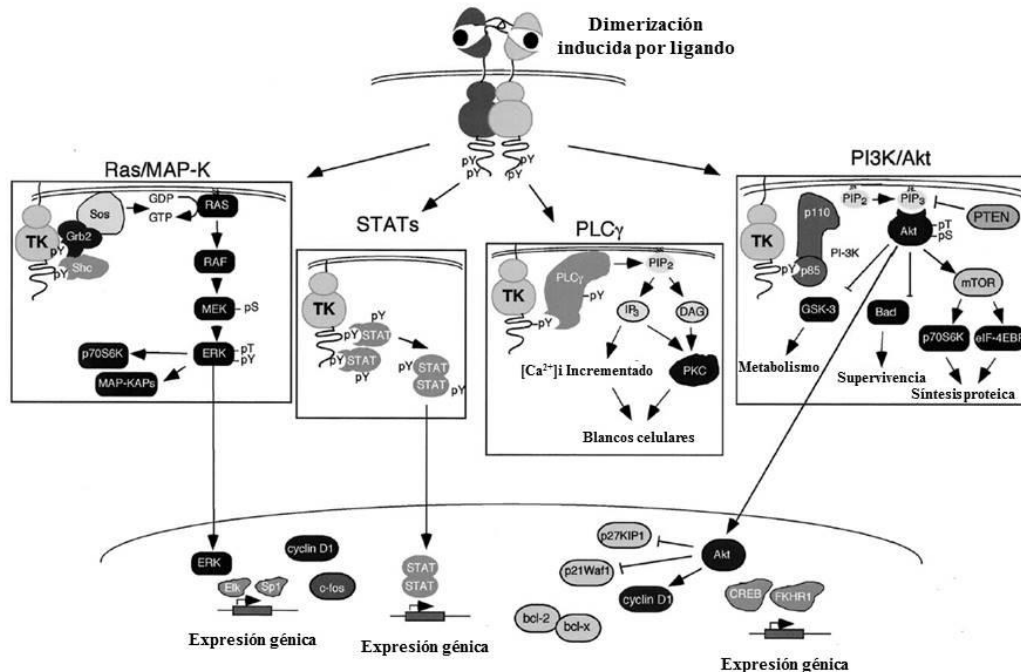 Dimerización
inducida por ligando
pY
pY
pY
pY
Ras/MAP-K
TK
pY
Shc
Grb2
Sos
GDP
GTP
RAS
RAF
MEK
pS
ERK
pT
pY
p70S6K
MAP-KAPs
STATs
TK
pY
STAT
pY
STAT
pY
pY
STAT
STAT
pY
PLCγ
TK
pY
PLCγ
pY
PIP2
IP3
DAG
[Ca²⁺]i Incrementado
PKC
Blancos celulares
PI3K/Akt
TK
pY
p110
p85
PI-3K
PIP2
PIP3
PTEN
Akt
pT
pS
GSK-3
Bad
mTOR
p70S6K
eIF-4EBP
Metabolismo
Supervivencia
Síntesis proteica
ERK
cyclin D1
Elk
Sp1
c-fos
Expresión génica
STAT
STAT
Expresión génica
p27KIP1
p21Waf1
Akt
cyclin D1
bcl-2
bcl-x
CREB
FKHR1
Expresión génica